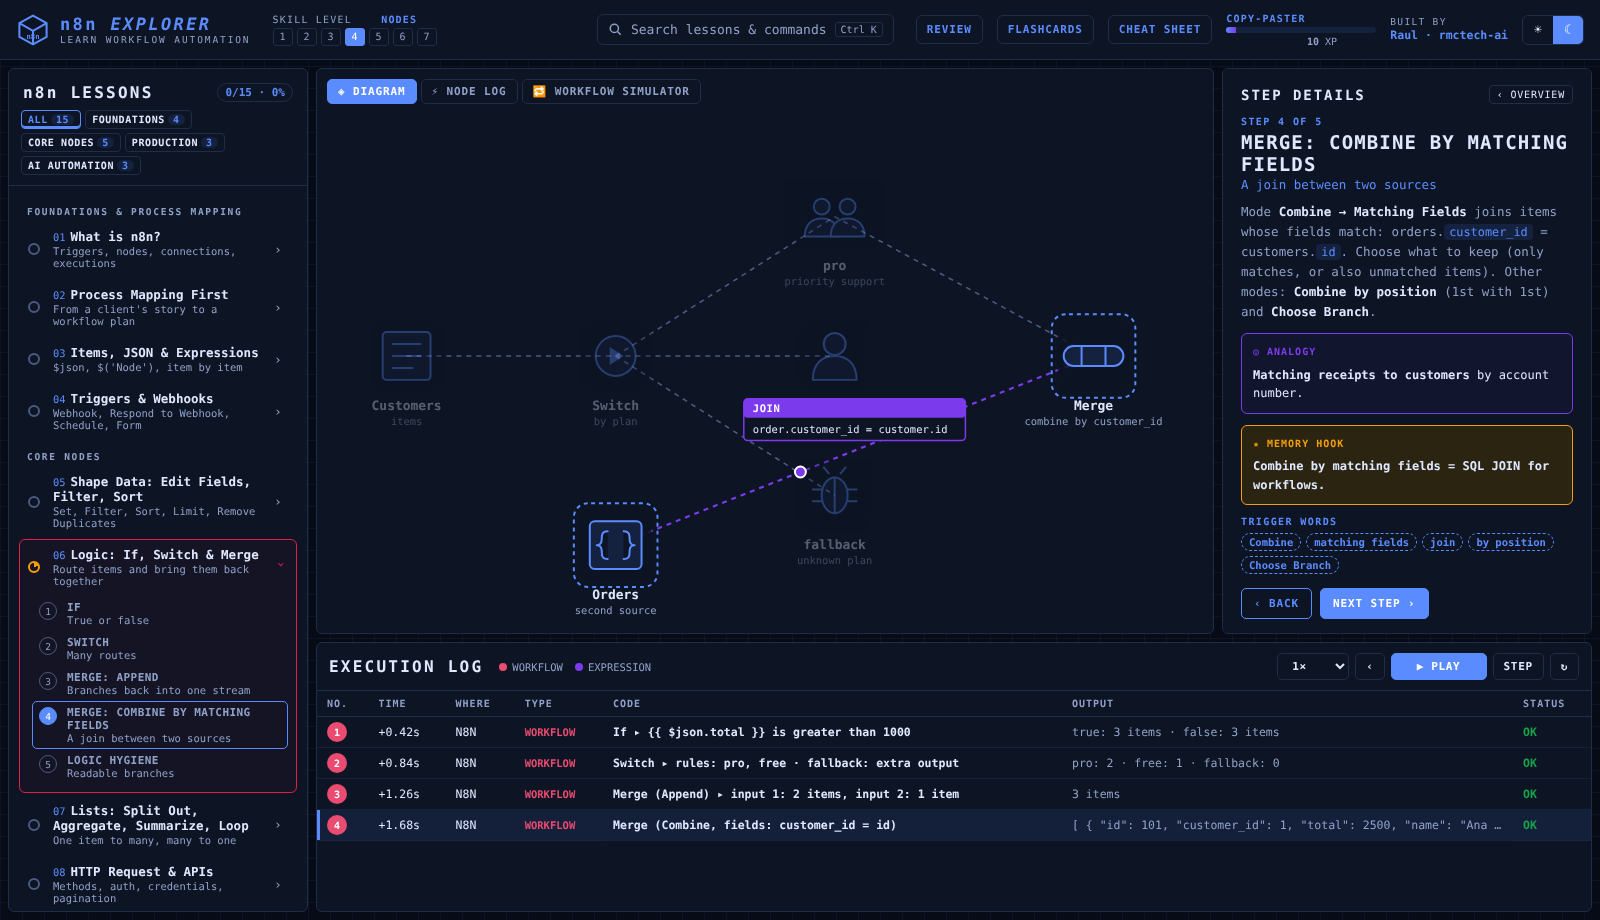 n8n EXPLORER
LEARN WORKFLOW AUTOMATION
SKILL LEVEL NODES
1 2 3 4 5 6 7
Search lessons & commands Ctrl K
REVIEW
FLASHCARDS
CHEAT SHEET
COPY-PASTER
10 XP
BUILT BY
Raul · rmctech-ai
n8n LESSONS
0/15 · 0%
ALL 15
FOUNDATIONS 4
CORE NODES 5
PRODUCTION 3
AI AUTOMATION 3
FOUNDATIONS & PROCESS MAPPING
01 What is n8n?
Triggers, nodes, connections,
executions
02 Process Mapping First
From a client's story to a
workflow plan
03 Items, JSON & Expressions
$json, $('Node'), item by item
04 Triggers & Webhooks
Webhook, Respond to Webhook,
Schedule, Form
CORE NODES
05 Shape Data: Edit Fields,
Filter, Sort
Set, Filter, Sort, Limit, Remove
Duplicates
06 Logic: If, Switch & Merge
Route items and bring them back
together
1 IF
True or false
2 SWITCH
Many routes
3 MERGE: APPEND
Branches back into one stream
4 MERGE: COMBINE BY MATCHING
FIELDS
A join between two sources
5 LOGIC HYGIENE
Readable branches
07 Lists: Split Out,
Aggregate, Summarize, Loop
One item to many, many to one
08 HTTP Request & APIs
Methods, auth, credentials,
pagination
DIAGRAM
NODE LOG
WORKFLOW SIMULATOR
pro
priority support
Customers
items
Switch
by plan
Merge
combine by customer_id
JOIN
order.customer_id = customer.id
fallback
unknown plan
{ }
Orders
second source
STEP DETAILS
‹ OVERVIEW
STEP 4 OF 5
MERGE: COMBINE BY MATCHING
FIELDS
A join between two sources
Mode Combine → Matching Fields joins items
whose fields match: orders. customer_id =
customers. id . Choose what to keep (only
matches, or also unmatched items). Other
modes: Combine by position (1st with 1st)
and Choose Branch.
ANALOGY
Matching receipts to customers by account
number.
★ MEMORY HOOK
Combine by matching fields = SQL JOIN for
workflows.
TRIGGER WORDS
Combine
matching fields
join
by position
Choose Branch
‹ BACK
NEXT STEP ›
EXECUTION LOG
WORKFLOW
EXPRESSION
1×
‹
▶ PLAY
STEP
↻
NO. TIME WHERE TYPE CODE OUTPUT STATUS
1 +0.42s N8N WORKFLOW If ▸ {{ $json.total }} is greater than 1000 true: 3 items · false: 3 items OK
2 +0.84s N8N WORKFLOW Switch ▸ rules: pro, free · fallback: extra output pro: 2 · free: 1 · fallback: 0 OK
3 +1.26s N8N WORKFLOW Merge (Append) ▸ input 1: 2 items, input 2: 1 item 3 items OK
4 +1.68s N8N WORKFLOW Merge (Combine, fields: customer_id = id) [ { "id": 101, "customer_id": 1, "total": 2500, "name": "Ana … OK